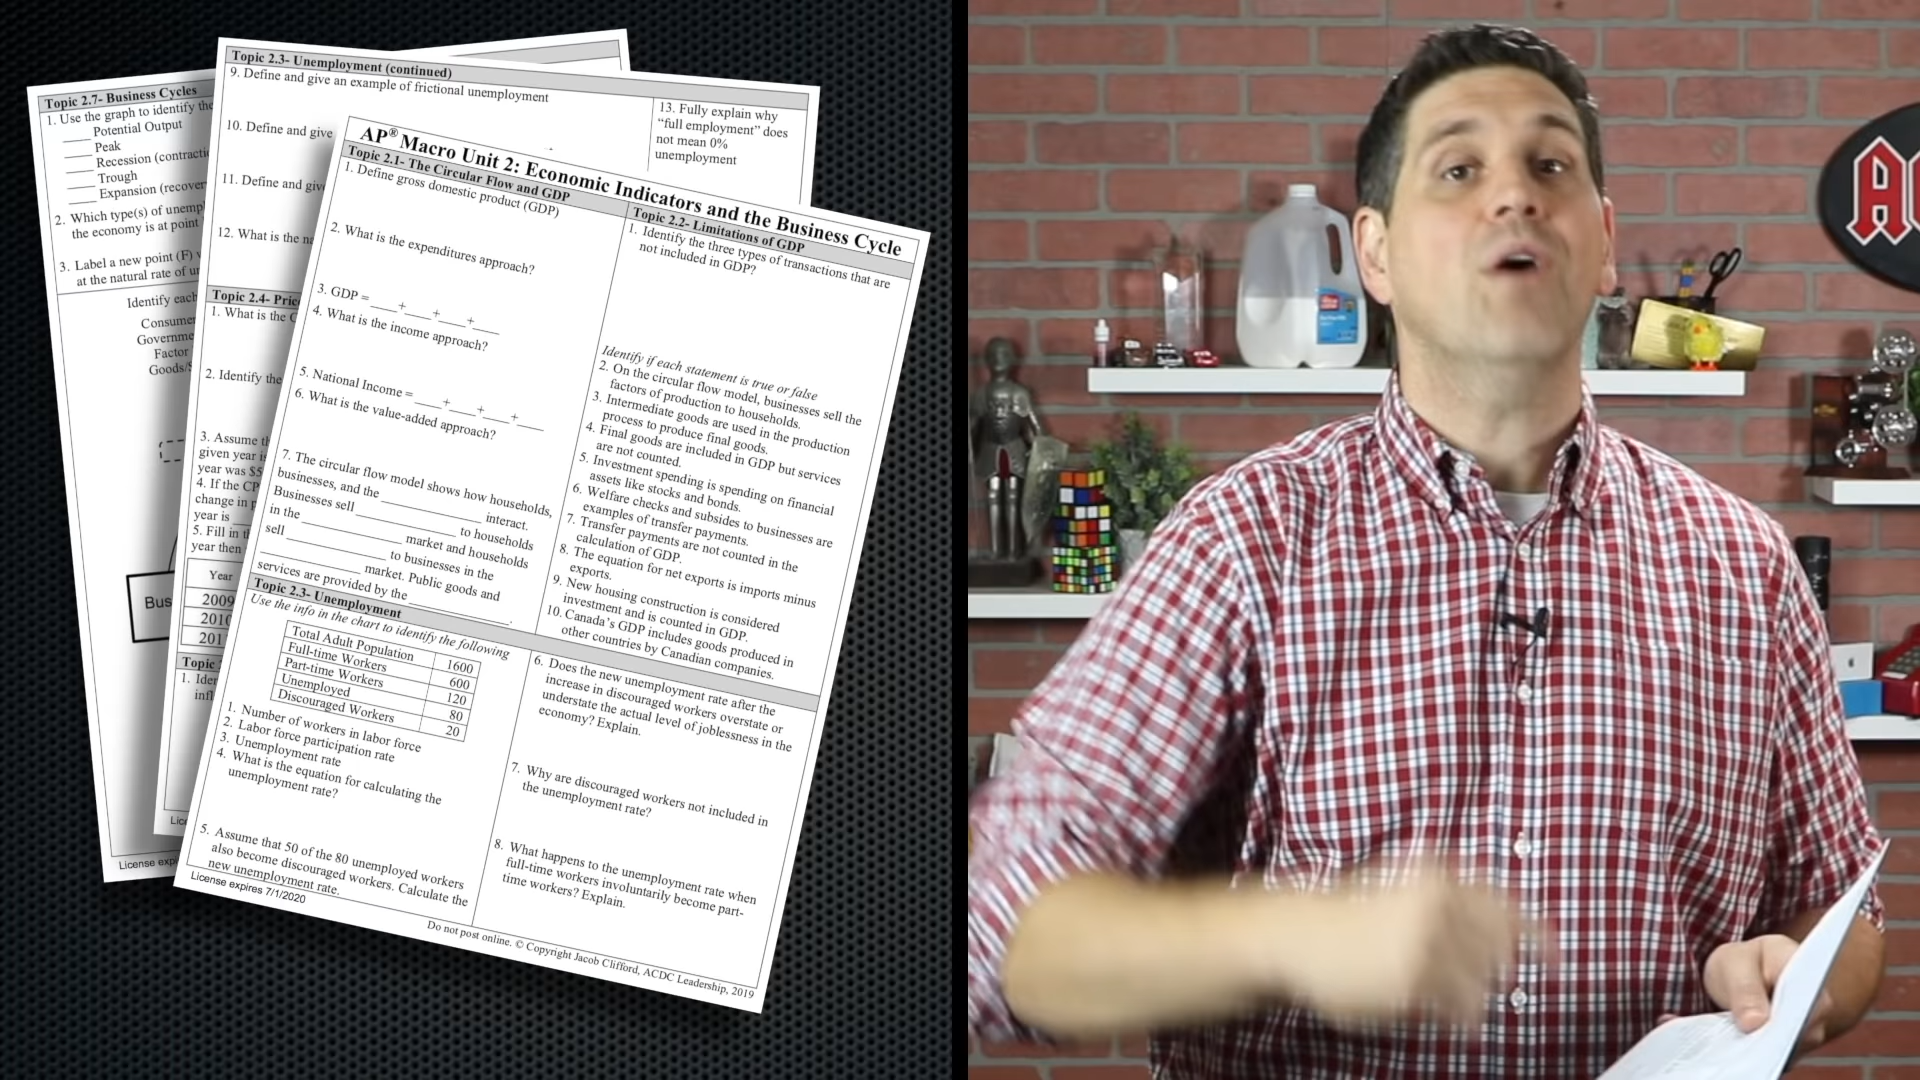 Topic 2.7- Business Cycles
1. Use the graph to identify the
____ Potential Output
____ Peak
____ Recession (contractio
____ Trough
____ Expansion (recover
2. Which type(s) of unemp
the economy is at point
3. Label a new point (F)
at the natural rate of u
Identify each
Consumer
Governme
Factor
Goods/S
Bus
License exp
Topic 2.3- Unemployment (continued)
9. Define and give an example of frictional unemployment
10. Define and give
11. Define and giv
12. What is the na
13. Fully explain why
“full employment” does
not mean 0%
unemployment
Topic 2.4- Pric
1. What is the C
2. Identify the
3. Assume th
given year i
year was $5
4. If the CP
change in p
year is
5. Fill in th
year then
Year
2009
2010
201
Topic
1. Iden
infl
Lic
AP® Macro Unit 2: Economic Indicators and the Business Cycle
Topic 2.1- The Circular Flow and GDP
1. Define gross domestic product (GDP)
2. What is the expenditures approach?
3. GDP =____+____+____+____
4. What is the income approach?
5. National Income =____+____+____+____
6. What is the value-added approach?
7. The circular flow model shows how households,
businesses, and the ____________ interact.
Businesses sell ____________ to households
in the ____________ market and households
sell ____________ to businesses in the
____________ market. Public goods and
services are provided by the ____________.
Topic 2.2- Limitations of GDP
1. Identify the three types of transactions that are
not included in GDP?
Identify if each statement is true or false
2. On the circular flow model, businesses sell the
factors of production to households.
3. Intermediate goods are used in the production
process to produce final goods.
4. Final goods are included in GDP but services
are not counted.
5. Investment spending is spending on financial
assets like stocks and bonds.
6. Welfare checks and subsides to businesses are
examples of transfer payments.
7. Transfer payments are not counted in the
calculation of GDP.
8. The equation for net exports is imports minus
exports.
9. New housing construction is considered
investment and is counted in GDP.
10. Canada’s GDP includes goods produced in
other countries by Canadian companies.
Topic 2.3- Unemployment
Use the info in the chart to identify the following
Total Adult Population 1600
Full-time Workers 600
Part-time Workers 120
Unemployed 80
Discouraged Workers 20
1. Number of workers in labor force
2. Labor force participation rate
3. Unemployment rate
4. What is the equation for calculating the
unemployment rate?
5. Assume that 50 of the 80 unemployed workers
also become discouraged workers. Calculate the
new unemployment rate.
6. Does the new unemployment rate after the
increase in discouraged workers overstate or
understate the actual level of joblessness in the
economy? Explain.
7. Why are discouraged workers not included in
the unemployment rate?
8. What happens to the unemployment rate when
full-time workers involuntarily become part-
time workers? Explain.
License expires 7/1/2020
Do not post online. © Copyright Jacob Clifford, ACDC Leadership, 2019
AC